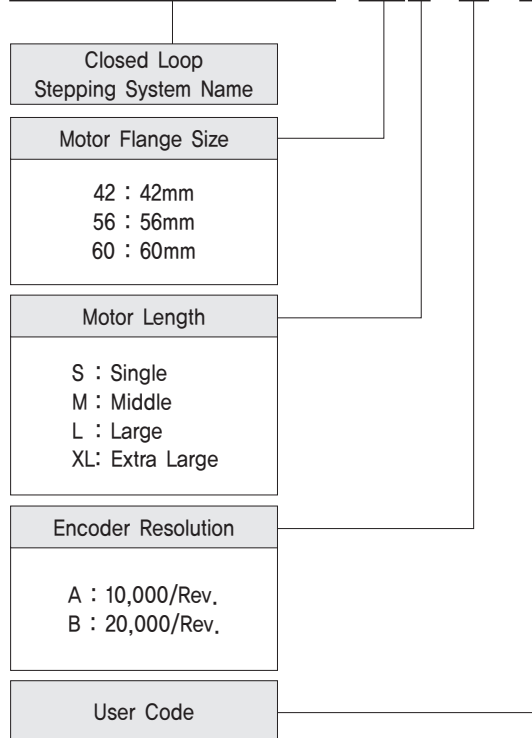 Closed Loop
Stepping System Name
Motor Flange Size
42 : 42mm
56 : 56mm
60 : 60mm
Motor Length
S : Single
M : Middle
L : Large
XL: Extra Large
Encoder Resolution
A : 10,000/Rev.
B : 20,000/Rev.
User Code